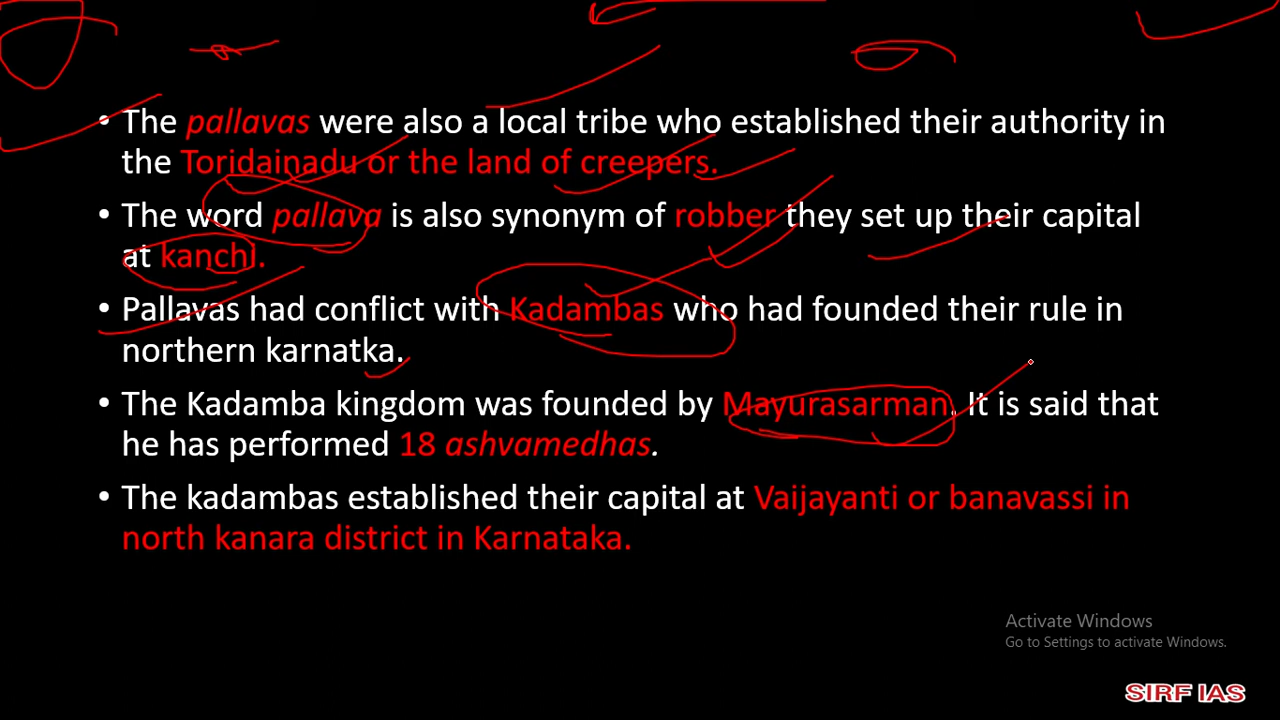 • The pallavas were also a local tribe who established their authority in
the Toridainadu or the land of creepers.
• The word pallava is also synonym of robber they set up their capital
at kanchi.
• Pallavas had conflict with Kadambas who had founded their rule in
northern karnatka.
• The Kadamba kingdom was founded by Mayurasarman. It is said that
he has performed 18 ashvamedhas.
• The kadambas established their capital at Vaijayanti or banavassi in
north kanara district in Karnataka.
Activate Windows
Go to Settings to activate Windows.
SIRF IAS